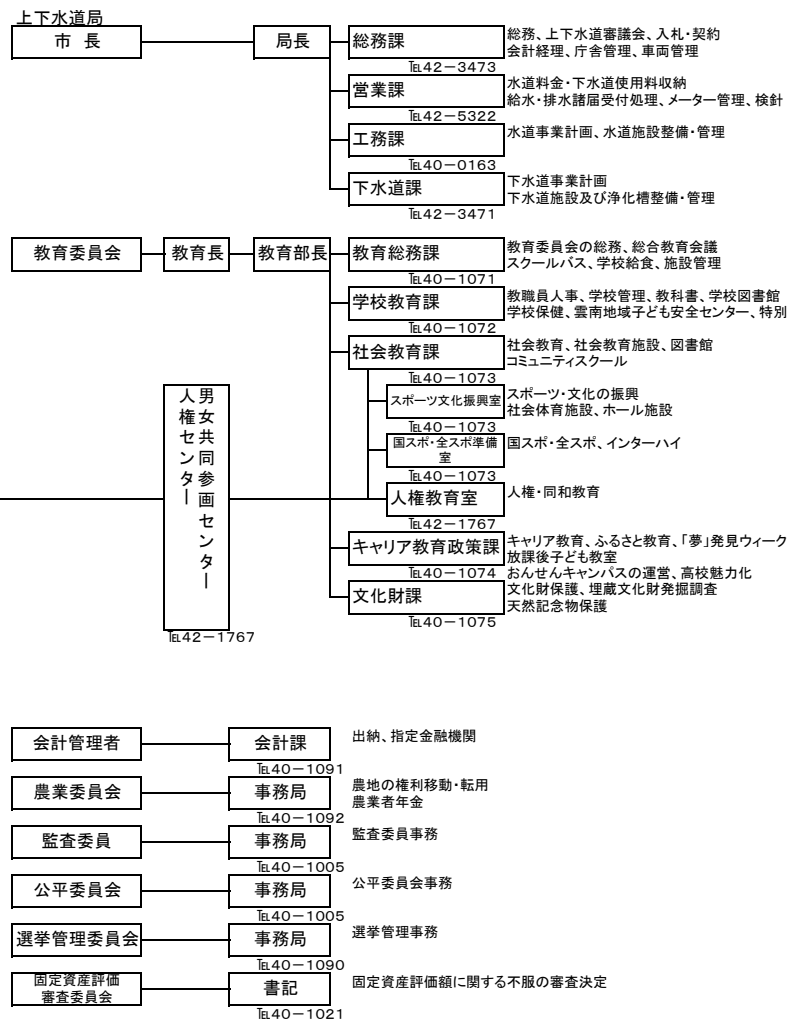 上下水道局
市 長
局長
総務課
総務、上下水道審議会、入札・契約
会計経理、庁舎管理、車両管理
℡42－3473
営業課
水道料金・下水道使用料収納
給水・排水諸届受付処理、メーター管理、検針
℡42－5322
工務課
水道事業計画、水道施設整備・管理
℡40－0163
下水道課
下水道事業計画
下水道施設及び浄化槽整備・管理
℡42－3471
教育委員会
教育長
教育部長
教育総務課
教育委員会の総務、総合教育会議
スクールバス、学校給食、施設管理
℡40－1071
学校教育課
教職員人事、学校管理、教科書、学校図書館
学校保健、雲南地域子ども安全センター、特別
℡40－1072
社会教育課
社会教育、社会教育施設、図書館
コミュニティスクール
℡40－1073
スポーツ文化振興室
スポーツ・文化の振興
社会体育施設、ホール施設
℡40－1073
国スポ・全スポ準備
室
国スポ・全スポ、インターハイ
℡40－1073
人権教育室
人権・同和教育
℡42－1767
男女共同参画センター
人権センター
℡42－1767
キャリア教育政策課
キャリア教育、ふるさと教育、「夢」発見ウィーク
放課後子ども教室
おんせんキャンパスの運営、高校魅力化
℡40－1074
文化財課
文化財保護、埋蔵文化財発掘調査
天然記念物保護
℡40－1075
会計管理者
会計課
出納、指定金融機関
℡40－1091
農業委員会
事務局
農地の権利移動・転用
農業者年金
℡40－1092
監査委員
事務局
監査委員事務
℡40－1005
公平委員会
事務局
公平委員会事務
℡40－1005
選挙管理委員会
事務局
選挙管理事務
℡40－1090
固定資産評価
審査委員会
書記
固定資産評価額に関する不服の審査決定
℡40－1021